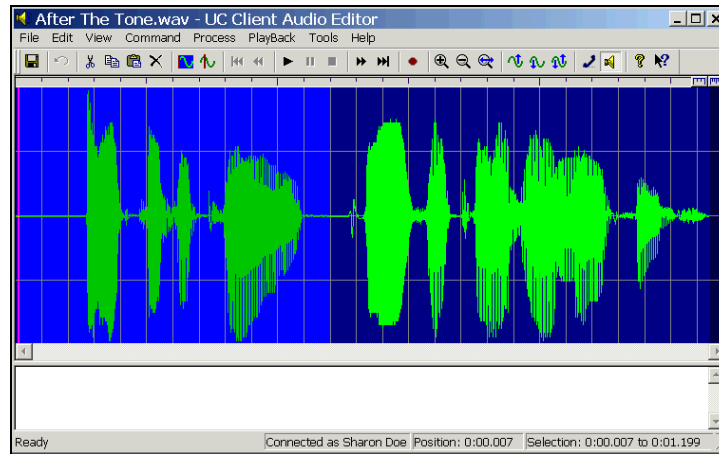 After The Tone.wav - UC Client Audio Editor
File Edit View Command Process PlayBack Tools Help
Ready Connected as Sharon Doe Position: 0:00.007 Selection: 0:00.007 to 0:01.199